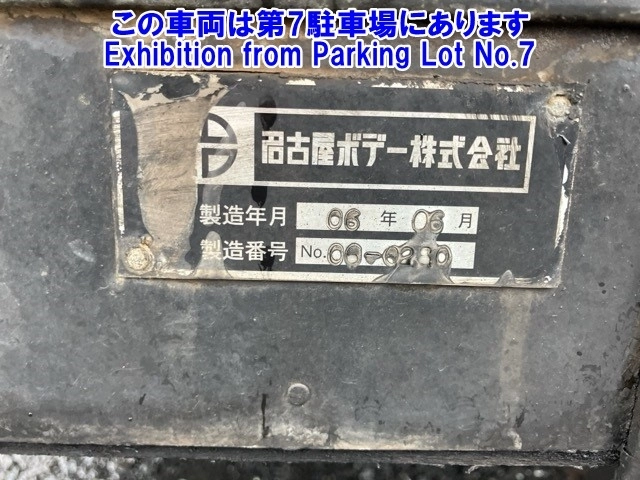 この車両は第7駐車場にあります
Exhibition from Parking Lot No.7
名古屋ボデー株式会社
製造年月 06 年 06 月
製造番号 No.